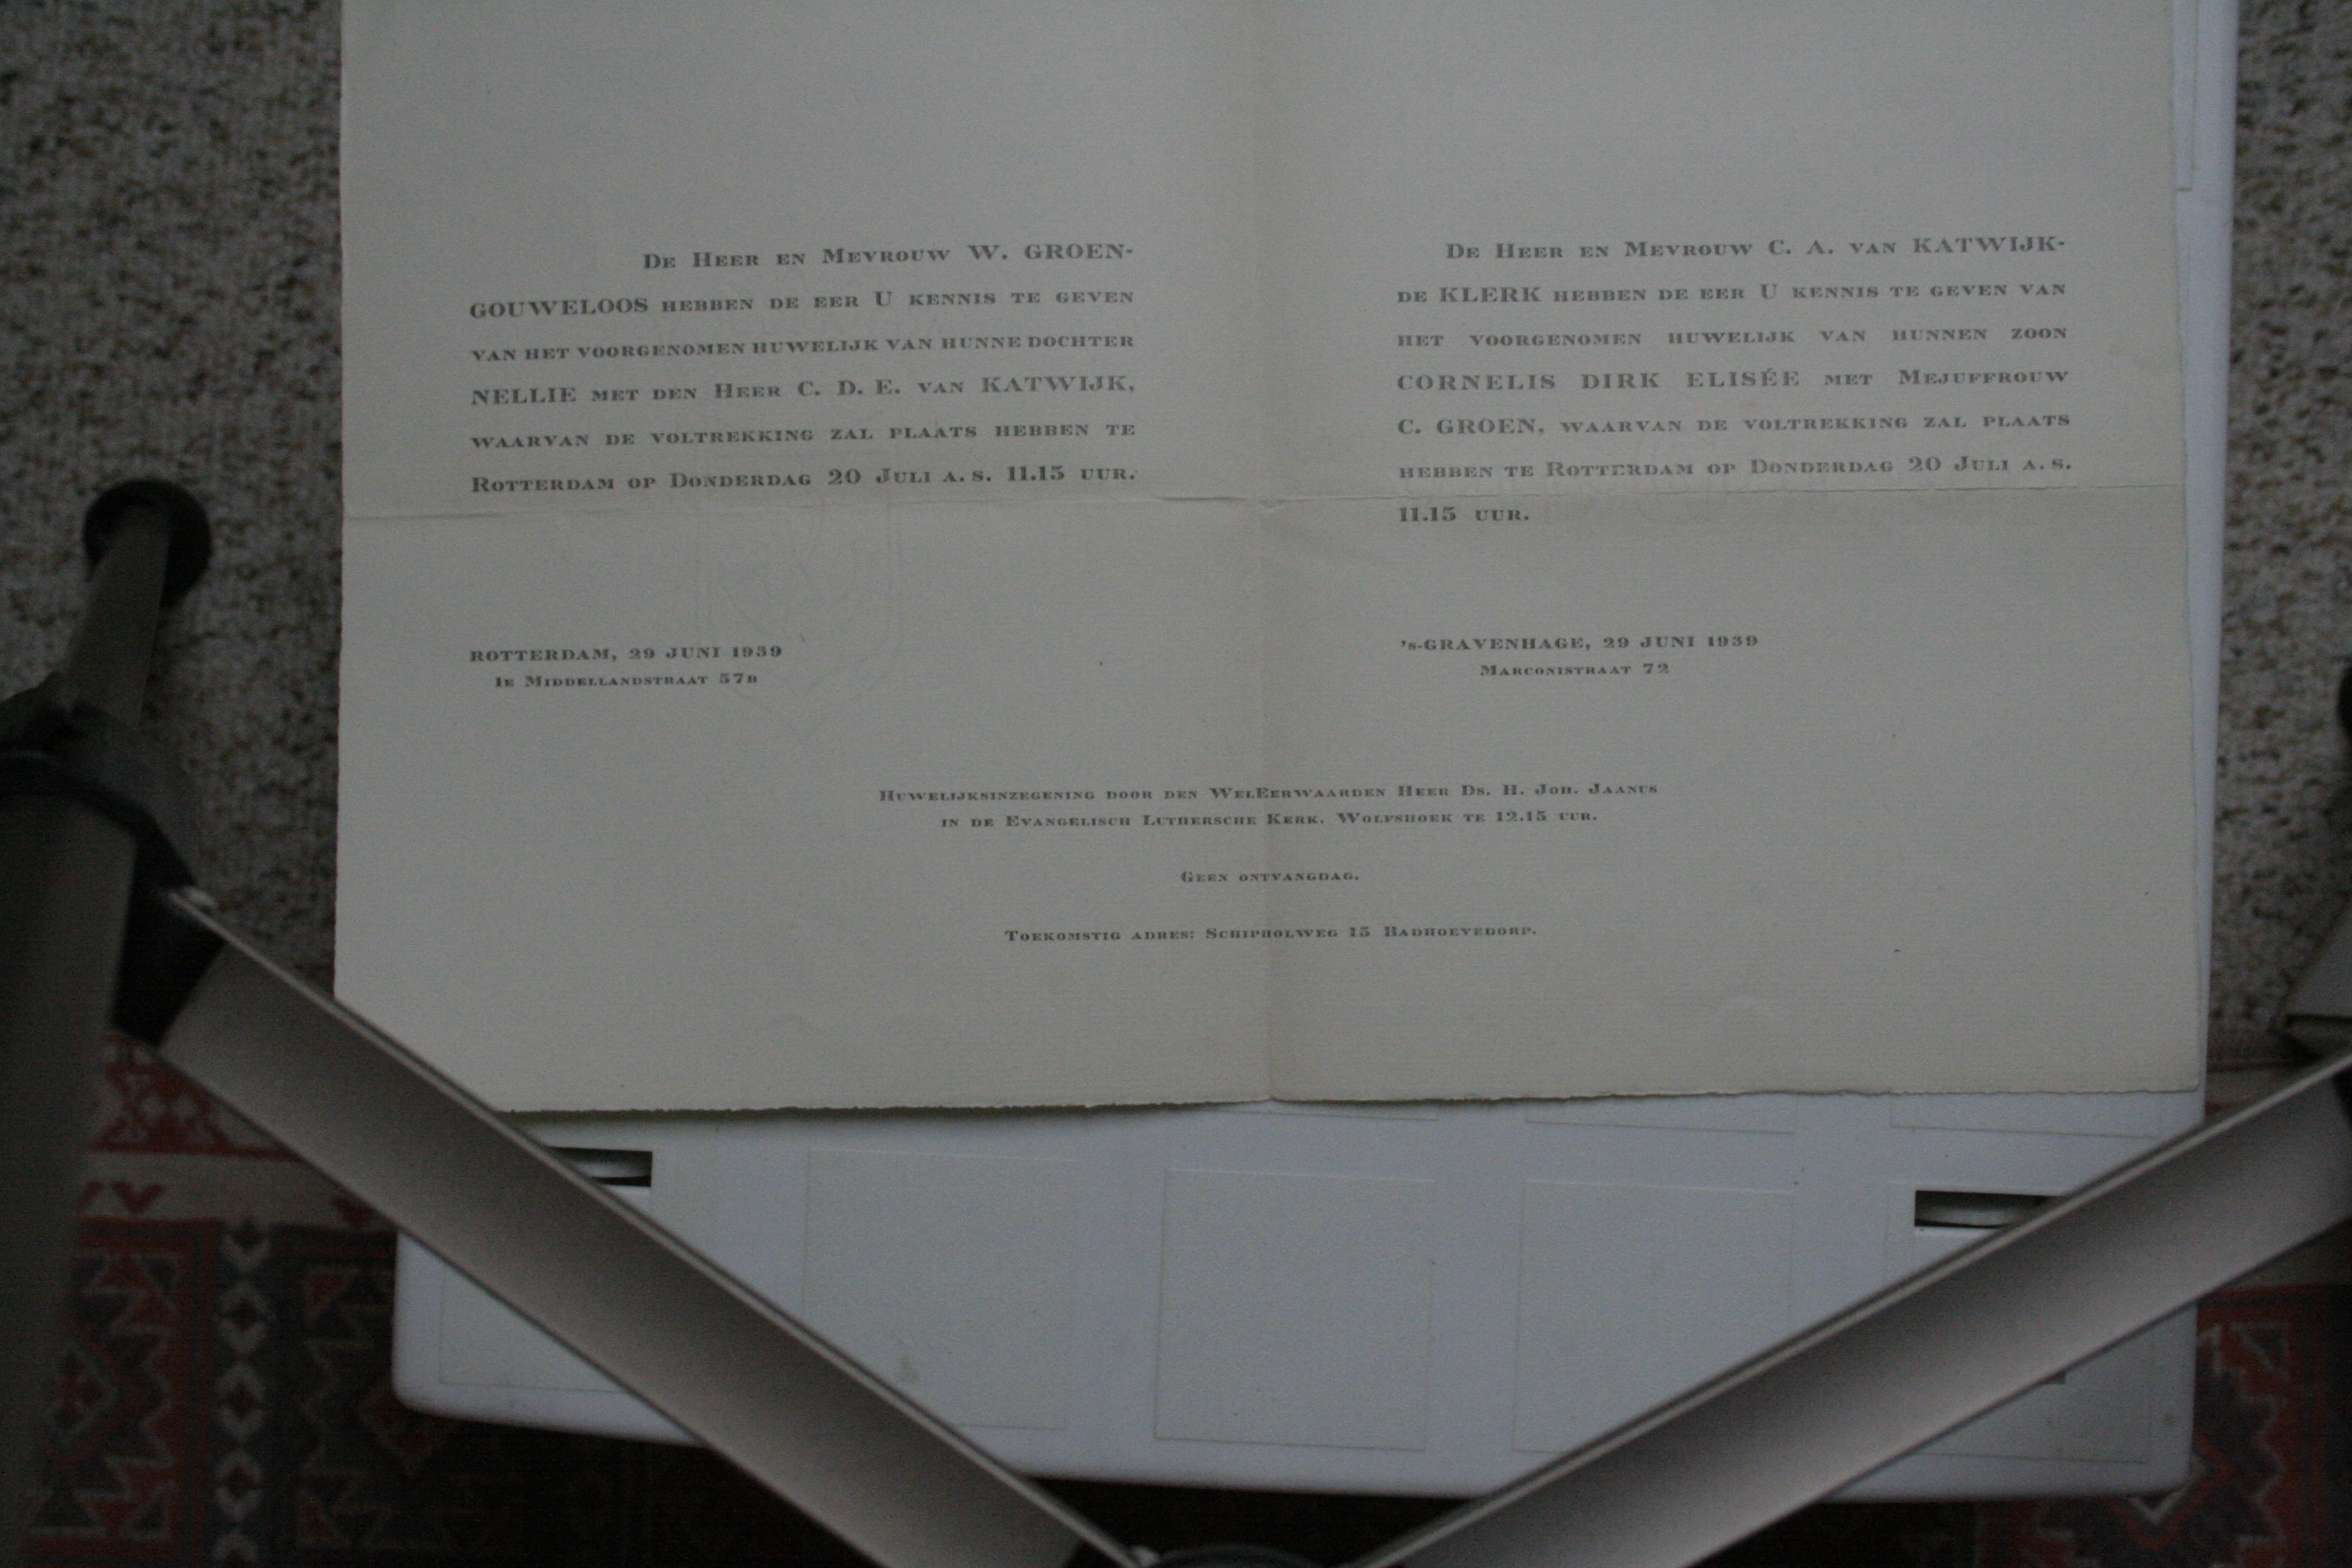 De Heer en Mevrouw W. GROEN-
GOUWELOOS hebben de eer U kennis te geven
van het voorgenomen huwelijk van hunne dochter
NELLIE met den Heer C. D. E. van KATWIJK,
waarvan de voltrekking zal plaats hebben te
Rotterdam op Donderdag 20 Juli a. s. 11.15 uur.
ROTTERDAM, 29 JUNI 1939
1e Middellandstraat 57b
De Heer en Mevrouw C. A. van KATWIJK-
de KLERK hebben de eer U kennis te geven van
het voorgenomen huwelijk van hunnen zoon
CORNELIS DIRK ELISÉE met Mejuffrouw
C. GROEN, waarvan de voltrekking zal plaats
hebben te Rotterdam op Donderdag 20 Juli a. s.
11.15 uur.
's-GRAVENHAGE, 29 JUNI 1939
Marconistraat 72
Huwelijksinzegening door den WelEerwaarden Heer Ds. H. Joh. Jaanus
in de Evangelisch Luthersche Kerk, Wolfshoek te 12.15 uur.
Geen ontvangdag.
Toekomstig adres: Schipholweg 15 Badhoevedorp.